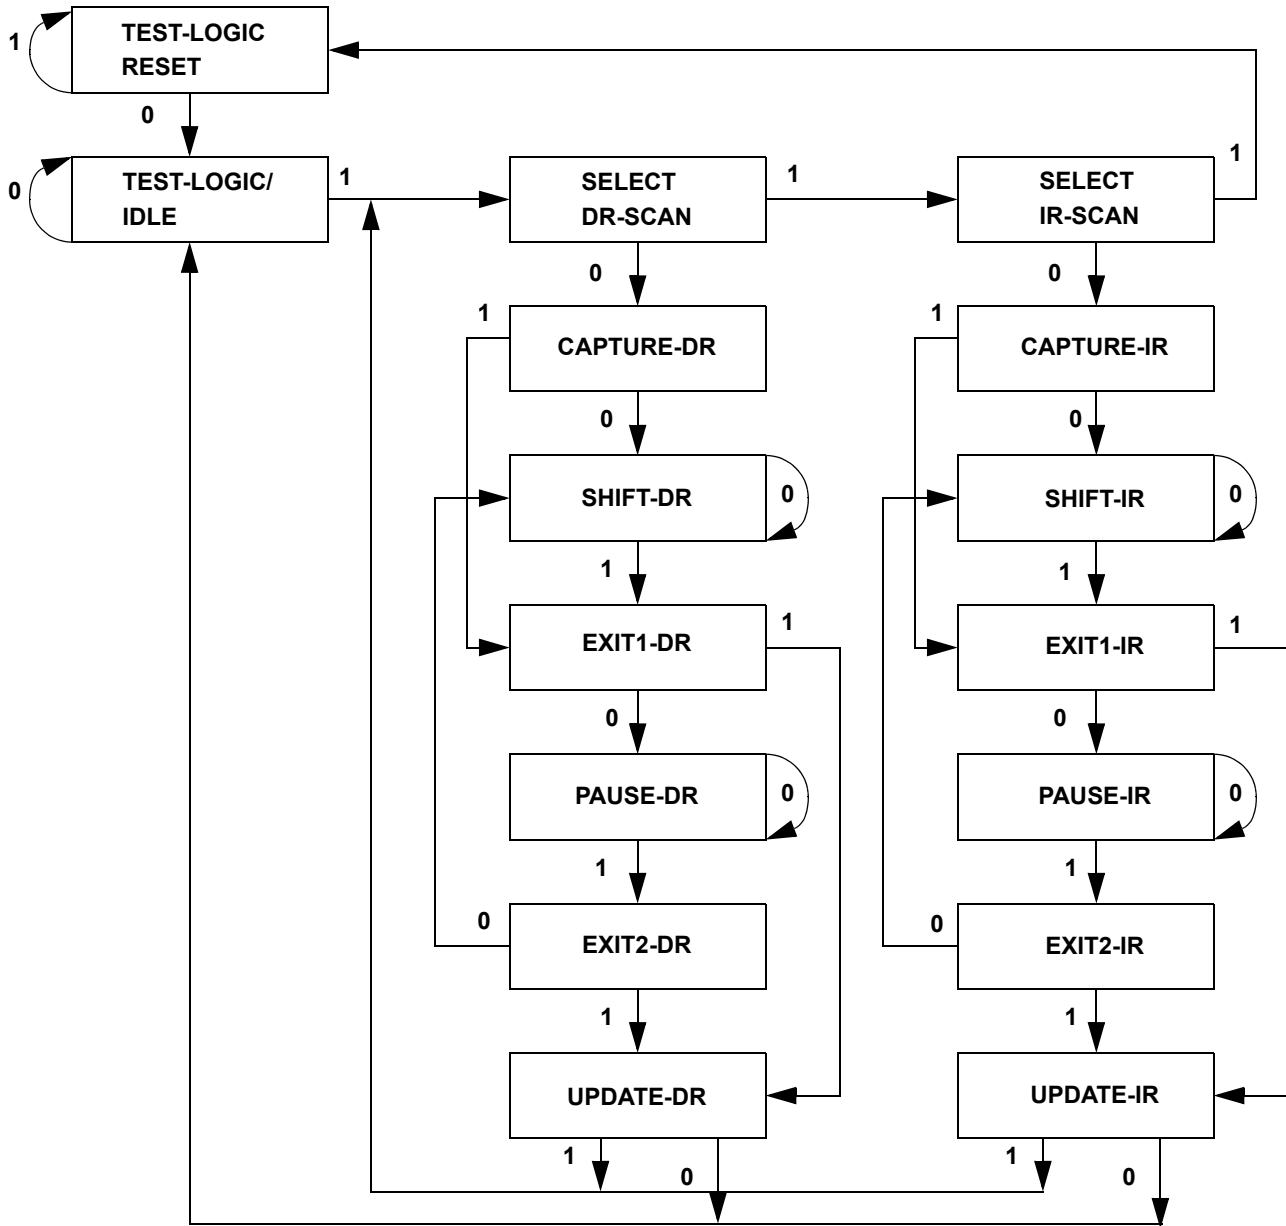 1
TEST-LOGIC
RESET
0
0
TEST-LOGIC/
IDLE
1
SELECT
DR-SCAN
1
SELECT
IR-SCAN
1
0
0
1
CAPTURE-DR
1
CAPTURE-IR
0
0
SHIFT-DR
0
SHIFT-IR
0
1
1
EXIT1-DR
1
EXIT1-IR
1
0
0
PAUSE-DR
0
PAUSE-IR
0
1
1
0
EXIT2-DR
0
EXIT2-IR
1
1
UPDATE-DR
UPDATE-IR
1
0
1
0